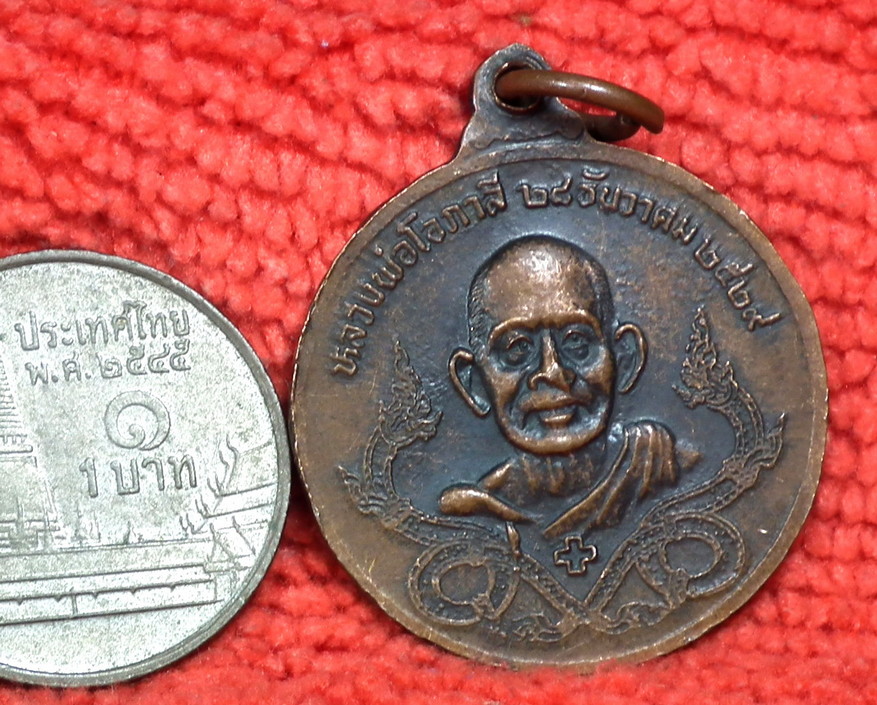 ประเทศไทย
พ.ศ. ๒๕๔๕
๑
1 บาท
หลวงพ่อโอภาสี ๒๘ ธันวาคม ๒๕๒๙